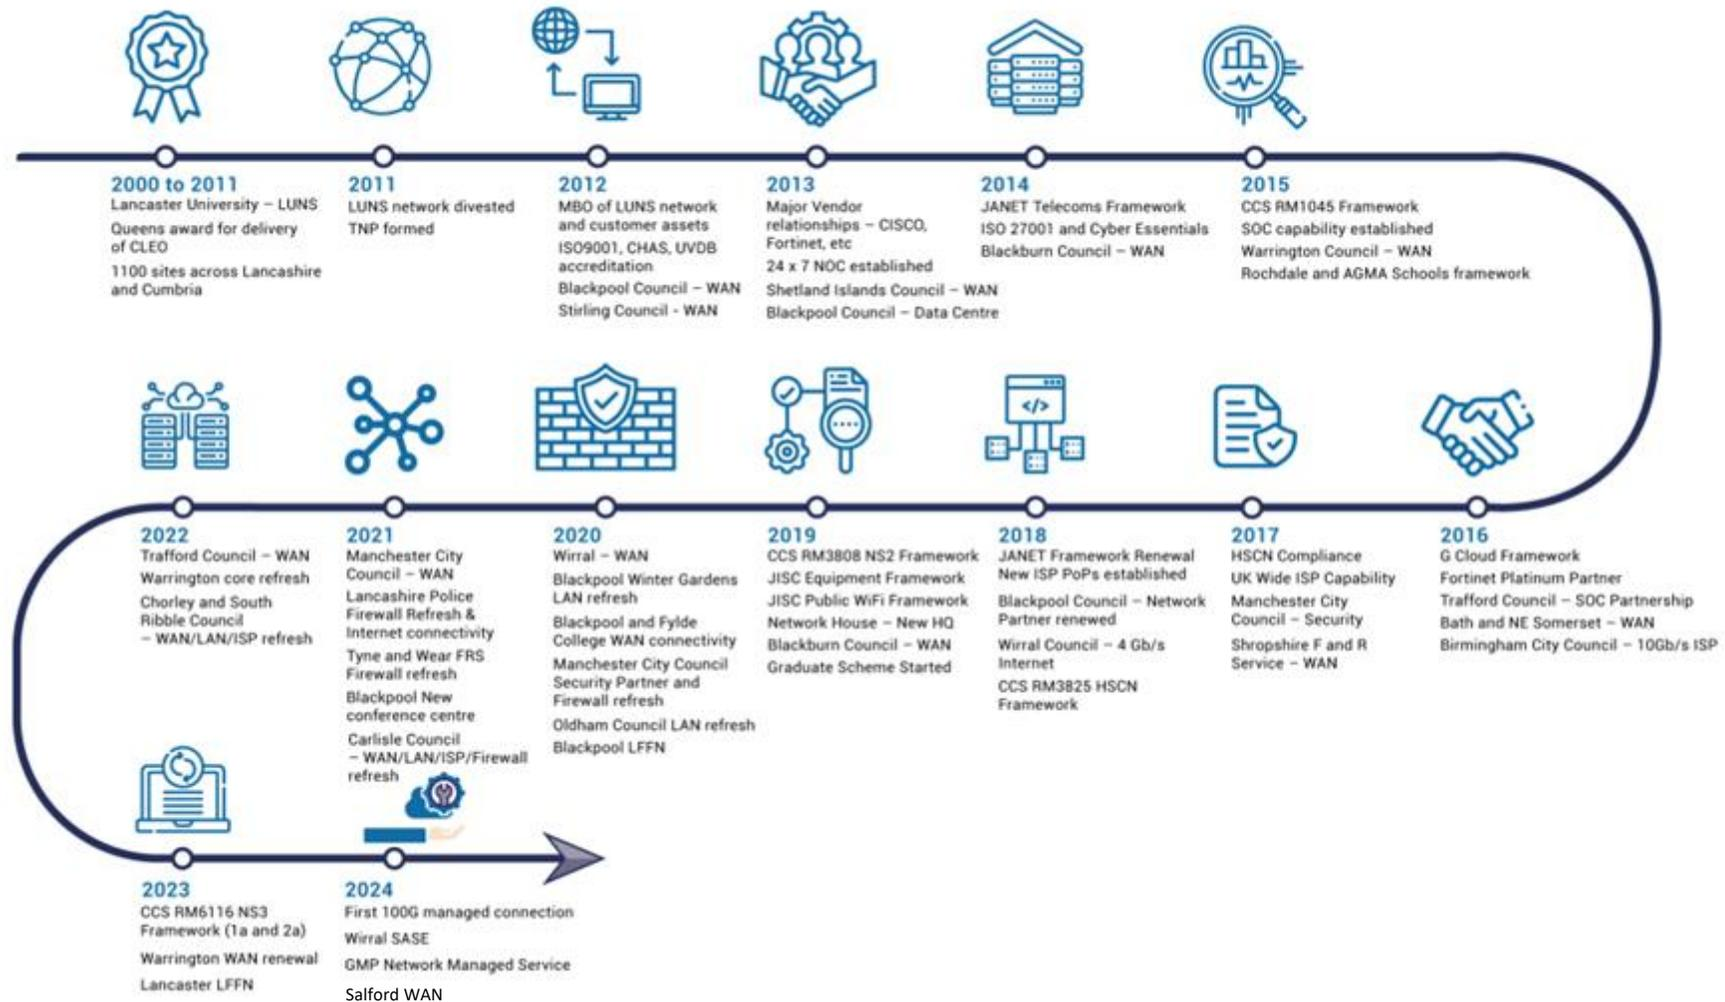 2000 to 2011
Lancaster University – LUNS
Queens award for delivery
of CLEO
1100 sites across Lancashire
and Cumbria
2011
LUNS network divested
TNP formed
2012
MBO of LUNS network
and customer assets
ISO9001, CHAS, UVDB
accreditation
Blackpool Council – WAN
Stirling Council - WAN
2013
Major Vendor
relationships – CISCO,
Fortinet, etc
24 x 7 NOC established
Shetland Islands Council – WAN
Blackpool Council – Data Centre
2014
JANET Telecoms Framework
ISO 27001 and Cyber Essentials
Blackburn Council – WAN
2015
CCS RM1045 Framework
SOC capability established
Warrington Council – WAN
Rochdale and AGMA Schools framework
2016
G Cloud Framework
Fortinet Platinum Partner
Trafford Council – SOC Partnership
Bath and NE Somerset – WAN
Birmingham City Council – 10Gb/s ISP
2017
HSCN Compliance
UK Wide ISP Capability
Manchester City
Council – Security
Shropshire F and R
Service – WAN
2018
JANET Framework Renewal
New ISP PoPs established
Blackpool Council – Network
Partner renewed
Wirral Council – 4 Gb/s
Internet
CCS RM3825 HSCN
Framework
</>
2019
CCS RM3808 NS2 Framework
JISC Equipment Framework
JISC Public WiFi Framework
Network House – New HQ
Blackburn Council – WAN
Graduate Scheme Started
2020
Wirral – WAN
Blackpool Winter Gardens
LAN refresh
Blackpool and Fylde
College WAN connectivity
Manchester City Council
Security Partner and
Firewall refresh
Oldham Council LAN refresh
Blackpool LFFN
2021
Manchester City
Council – WAN
Lancashire Police
Firewall Refresh &
Internet connectivity
Tyne and Wear FRS
Firewall refresh
Blackpool New
conference centre
Carlisle Council
– WAN/LAN/ISP/Firewall
refresh
2022
Trafford Council – WAN
Warrington core refresh
Chorley and South
Ribble Council
– WAN/LAN/ISP refresh
2023
CCS RM6116 NS3
Framework (1a and 2a)
Warrington WAN renewal
Lancaster LFFN
2024
First 100G managed connection
Wirral SASE
GMP Network Managed Service
Salford WAN